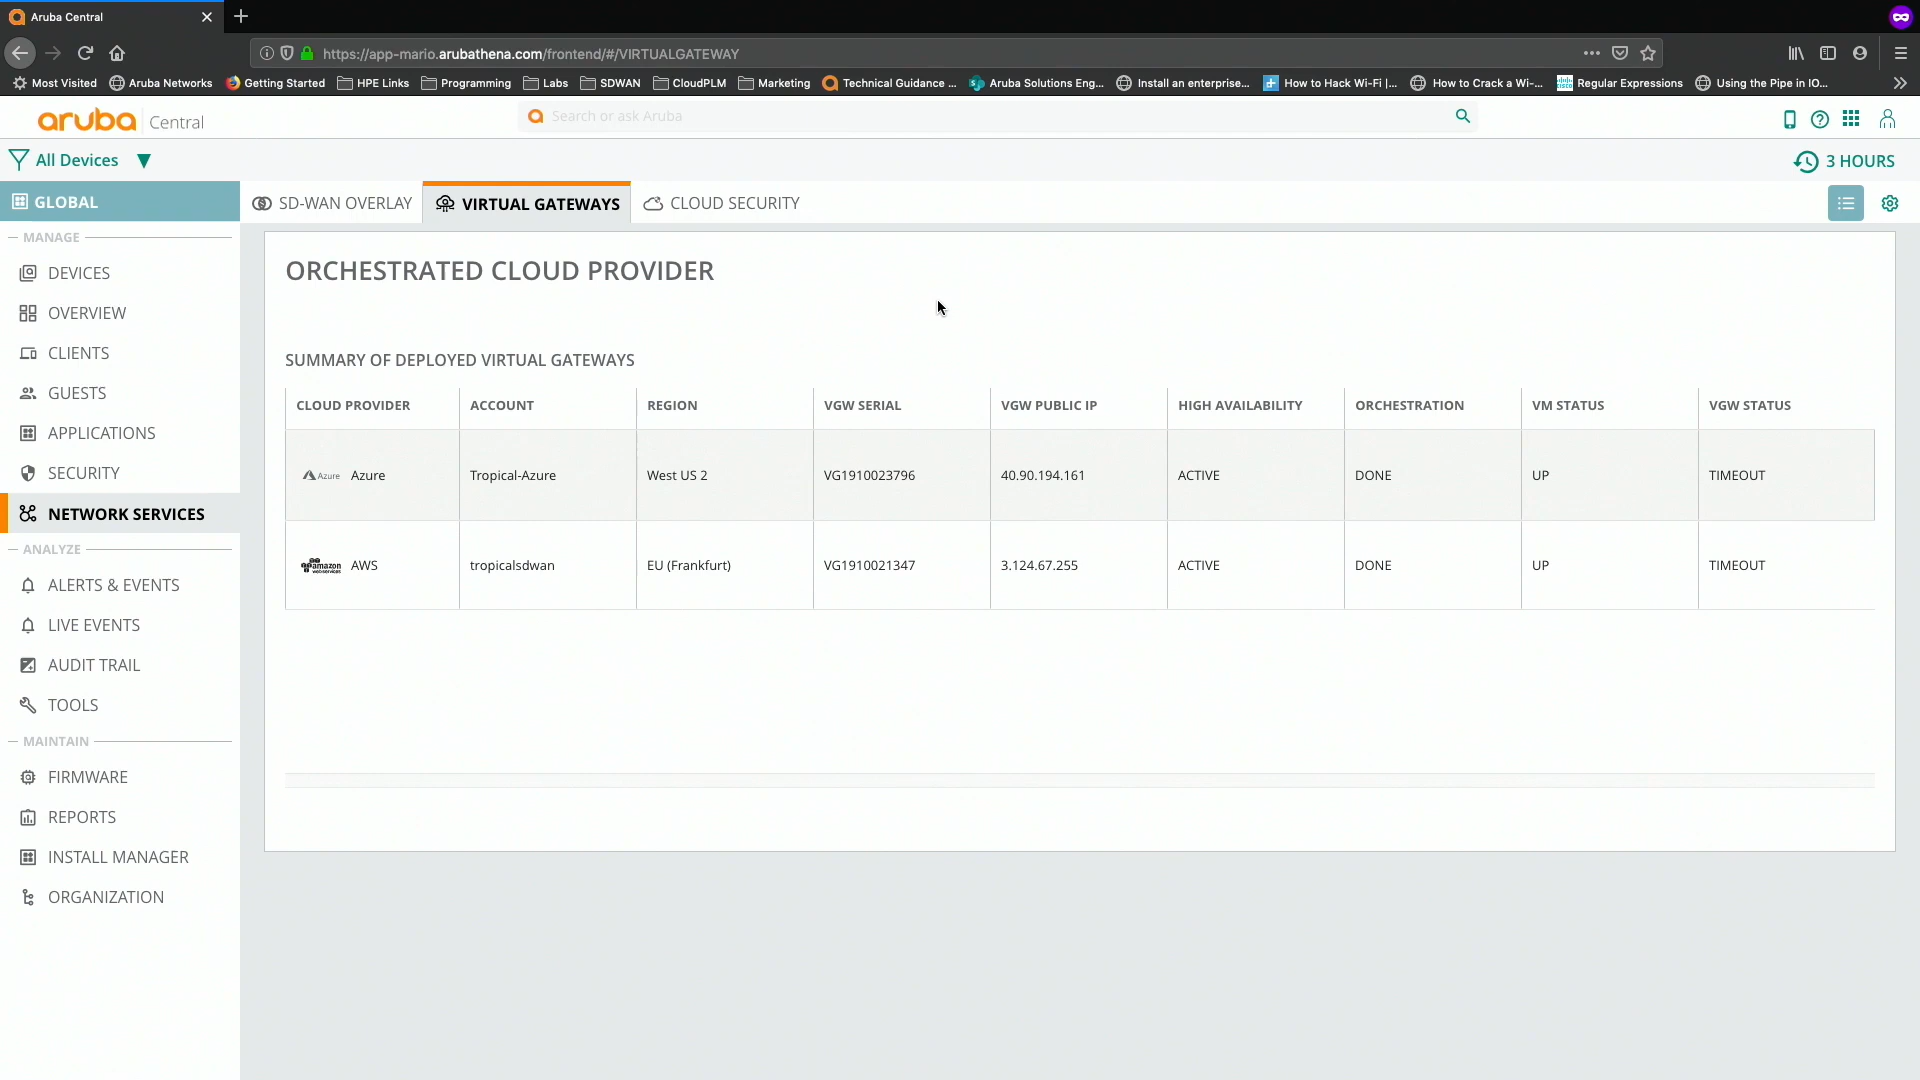 Aruba Central
https://app-mario.arubathena.com/frontend/#/VIRTUALGATEWAY
Most Visited Aruba Networks Getting Started HPE Links Programming Labs SDWAN CloudPLM Marketing Technical Guidance ... Aruba Solutions Eng... Install an enterprise... How to Hack Wi-Fi |... How to Crack a Wi-... Regular Expressions Using the Pipe in IO...
aruba Central
Search or ask Aruba
All Devices
3 HOURS
GLOBAL
SD-WAN OVERLAY VIRTUAL GATEWAYS CLOUD SECURITY
MANAGE
DEVICES
OVERVIEW
CLIENTS
GUESTS
APPLICATIONS
SECURITY
NETWORK SERVICES
ANALYZE
ALERTS & EVENTS
LIVE EVENTS
AUDIT TRAIL
TOOLS
MAINTAIN
FIRMWARE
REPORTS
INSTALL MANAGER
ORGANIZATION
ORCHESTRATED CLOUD PROVIDER
SUMMARY OF DEPLOYED VIRTUAL GATEWAYS
CLOUD PROVIDER ACCOUNT REGION VGW SERIAL VGW PUBLIC IP HIGH AVAILABILITY ORCHESTRATION VM STATUS VGW STATUS
Azure Azure Tropical-Azure West US 2 VG1910023796 40.90.194.161 ACTIVE DONE UP TIMEOUT
amazon web services AWS tropicalsdwan EU (Frankfurt) VG1910021347 3.124.67.255 ACTIVE DONE UP TIMEOUT